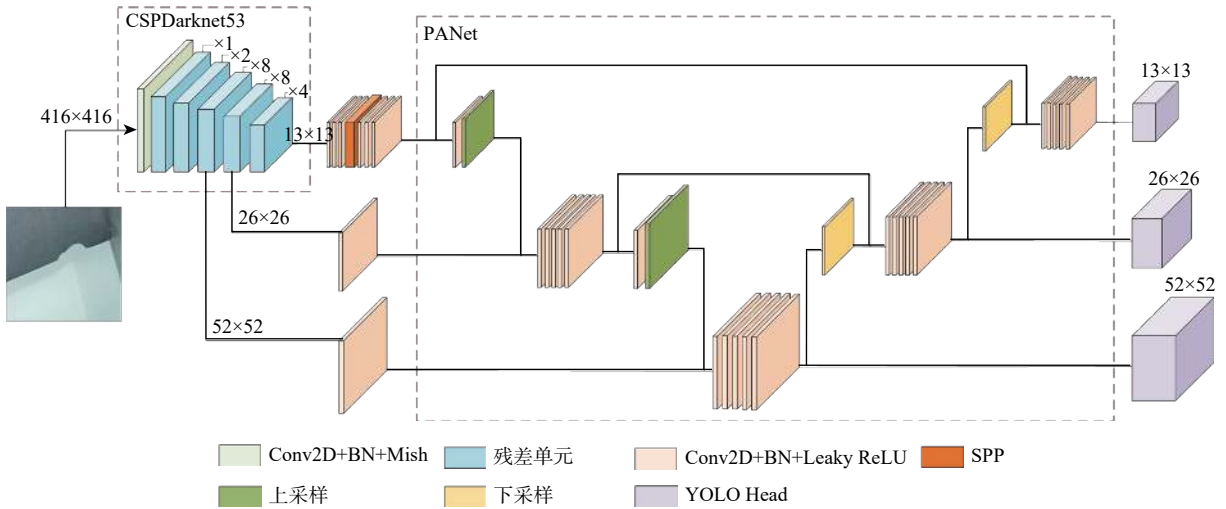 CSPDarknet53
PANet
×1
×2
×8
×8
×4
416×416
13×13
13×13
26×26
26×26
52×52
52×52
Conv2D+BN+Mish
残差单元
Conv2D+BN+Leaky ReLU
SPP
上采样
下采样
YOLO Head